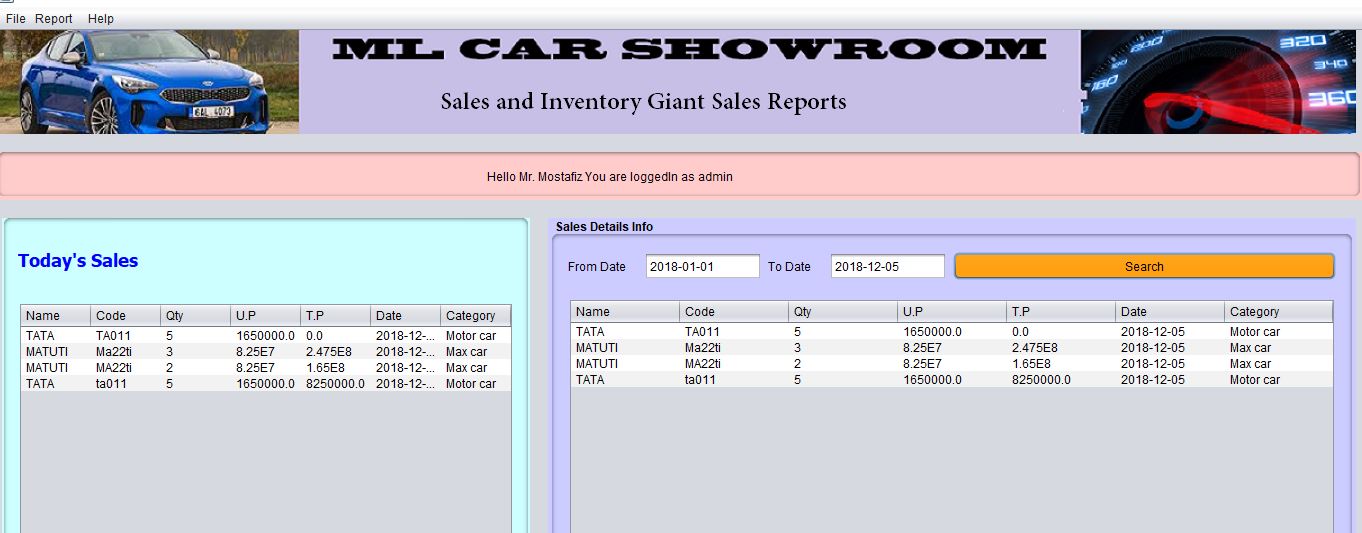 File Report Help
ML CAR SHOWROOM
Sales and Inventory Giant Sales Reports
6AL 4073
160 200 320 340 360
Hello Mr. Mostafiz.You are loggedIn as admin
Today's Sales
Name Code Qty U.P T.P Date Category
TATA TA011 5 1650000.0 0.0 2018-12-... Motor car
MATUTI Ma22ti 3 8.25E7 2.475E8 2018-12-... Max car
MATUTI MA22ti 2 8.25E7 1.65E8 2018-12-... Max car
TATA ta011 5 1650000.0 8250000.0 2018-12-... Motor car
Sales Details Info
From Date 2018-01-01 To Date 2018-12-05 Search
Name Code Qty U.P T.P Date Category
TATA TA011 5 1650000.0 0.0 2018-12-05 Motor car
MATUTI Ma22ti 3 8.25E7 2.475E8 2018-12-05 Max car
MATUTI MA22ti 2 8.25E7 1.65E8 2018-12-05 Max car
TATA ta011 5 1650000.0 8250000.0 2018-12-05 Motor car